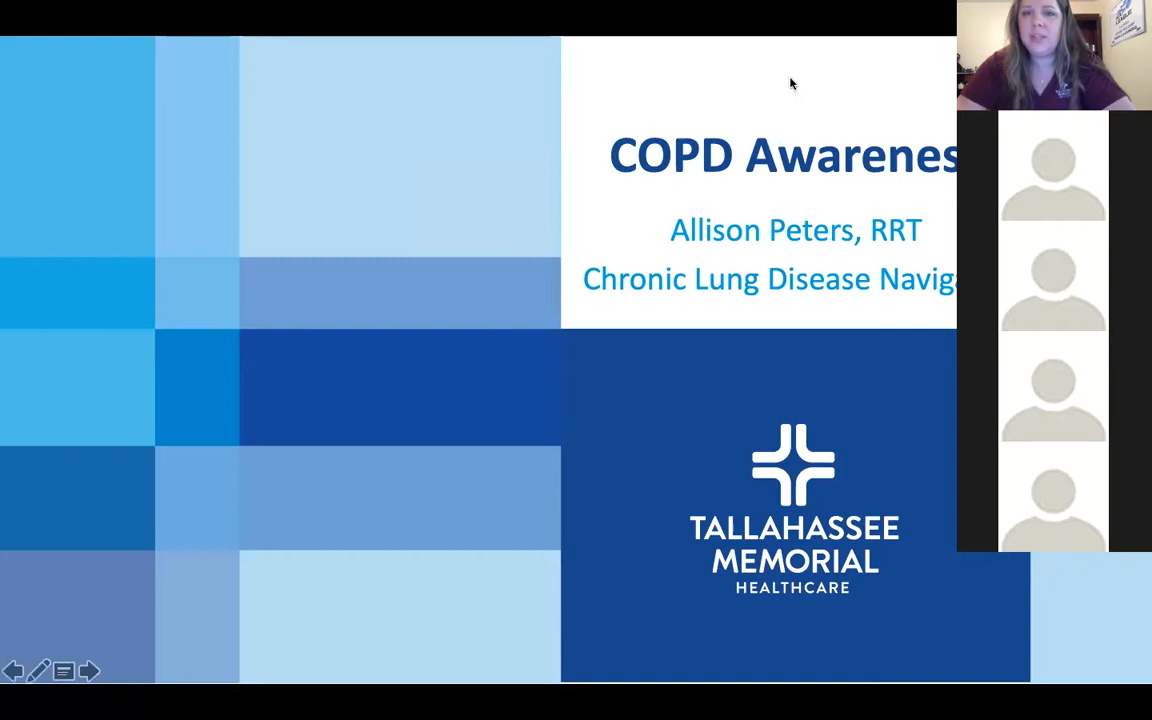 COPD Awarenes
Allison Peters, RRT
Chronic Lung Disease Naviga
TALLAHASSEE
MEMORIAL
HEALTHCARE